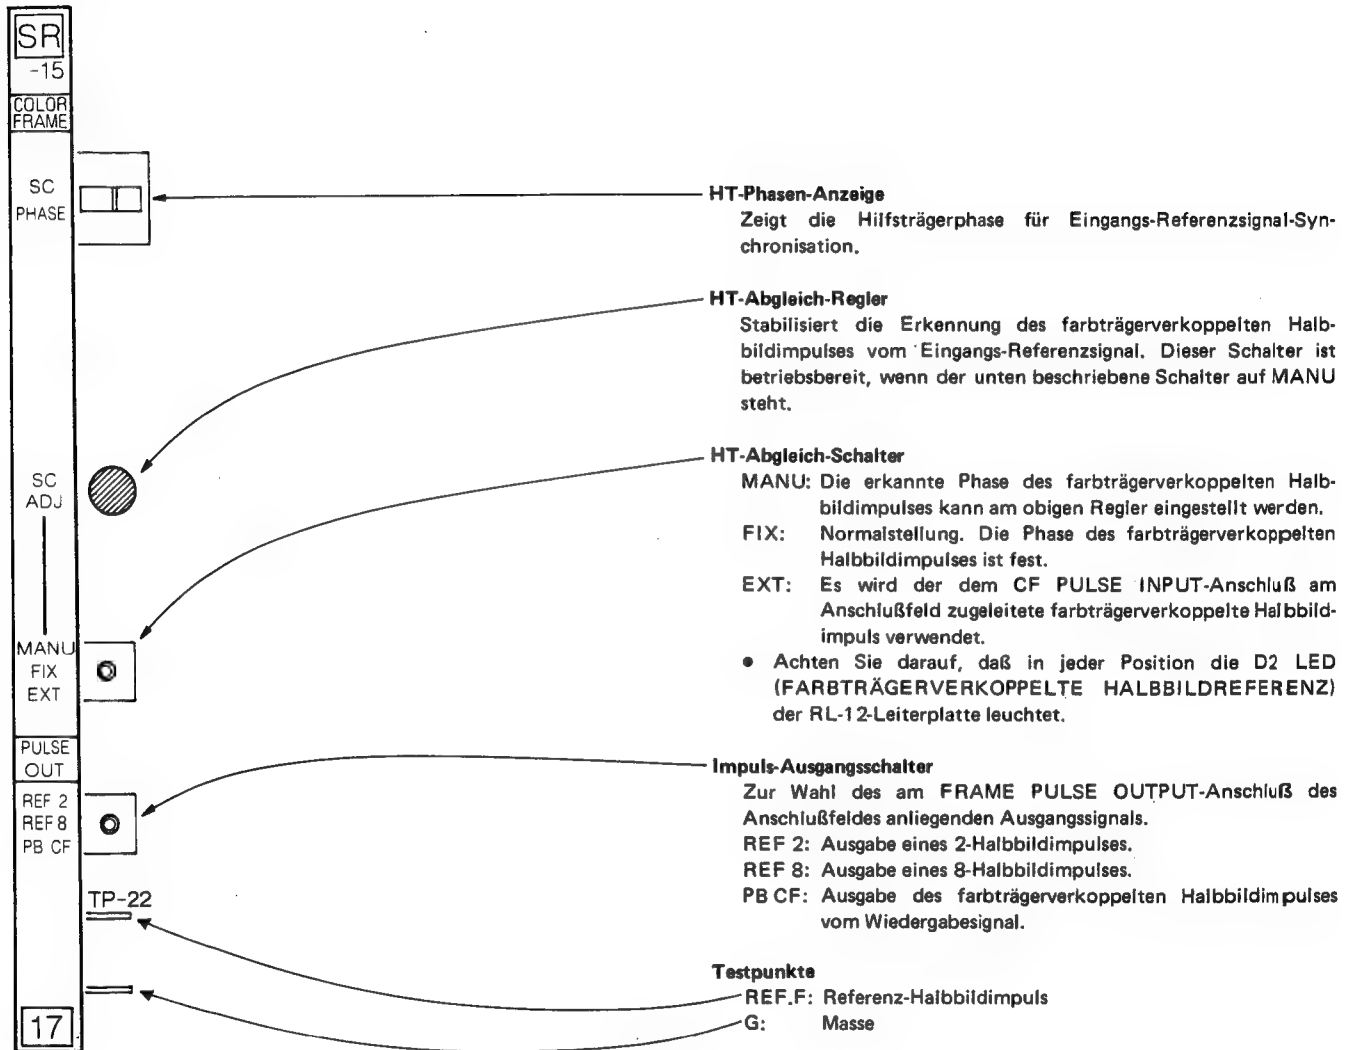 SR
-15
COLOR
FRAME
SC
PHASE
SC
ADJ
MANU
FIX
EXT
PULSE
OUT
REF 2
REF 8
PB CF
TP-22
17
HT-Phasen-Anzeige
Zeigt die Hilfsträgerphase für Eingangs-Referenzsignal-Syn-
chronisation.
HT-Abgleich-Regler
Stabilisiert die Erkennung des farbträgerverkoppelten Halb-
bildimpulses vom Eingangs-Referenzsignal. Dieser Schalter ist
betriebsbereit, wenn der unten beschriebene Schalter auf MANU
steht.
HT-Abgleich-Schalter
MANU: Die erkannte Phase des farbträgerverkoppelten Halb-
bildimpulses kann am obigen Regler eingestellt werden.
FIX: Normalstellung. Die Phase des farbträgerverkoppelten
Halbbildimpulses ist fest.
EXT: Es wird der dem CF PULSE INPUT-Anschluß am
Anschlußfeld zugeleitete farbträgerverkoppelte Halbbild-
impuls verwendet.
• Achten Sie darauf, daß in jeder Position die D2 LED
(FARBTRÄGERVERKOPPELTE HALBBILDREFERENZ)
der RL-12-Leiterplatte leuchtet.
Impuls-Ausgangsschalter
Zur Wahl des am FRAME PULSE OUTPUT-Anschluß des
Anschlußfeldes anliegenden Ausgangssignals.
REF 2: Ausgabe eines 2-Halbbildimpulses.
REF 8: Ausgabe eines 8-Halbbildimpulses.
PB CF: Ausgabe des farbträgerverkoppelten Halbbildimpulses
vom Wiedergabesignal.
Testpunkte
REF.F: Referenz-Halbbildimpuls
G: Masse